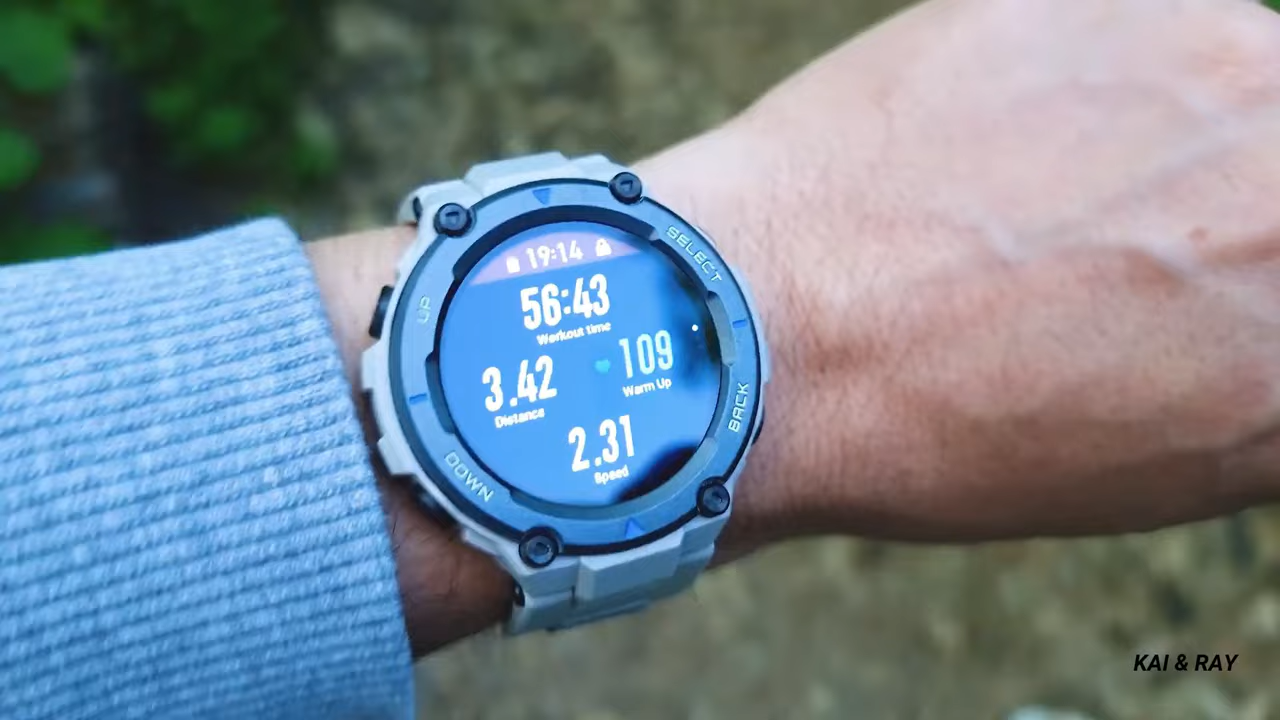 19:14
56:43
Workout time
3.42
Distance
109
Warm Up
2.31
Speed
SELECT
UP
BACK
DOWN
KAI & RAY